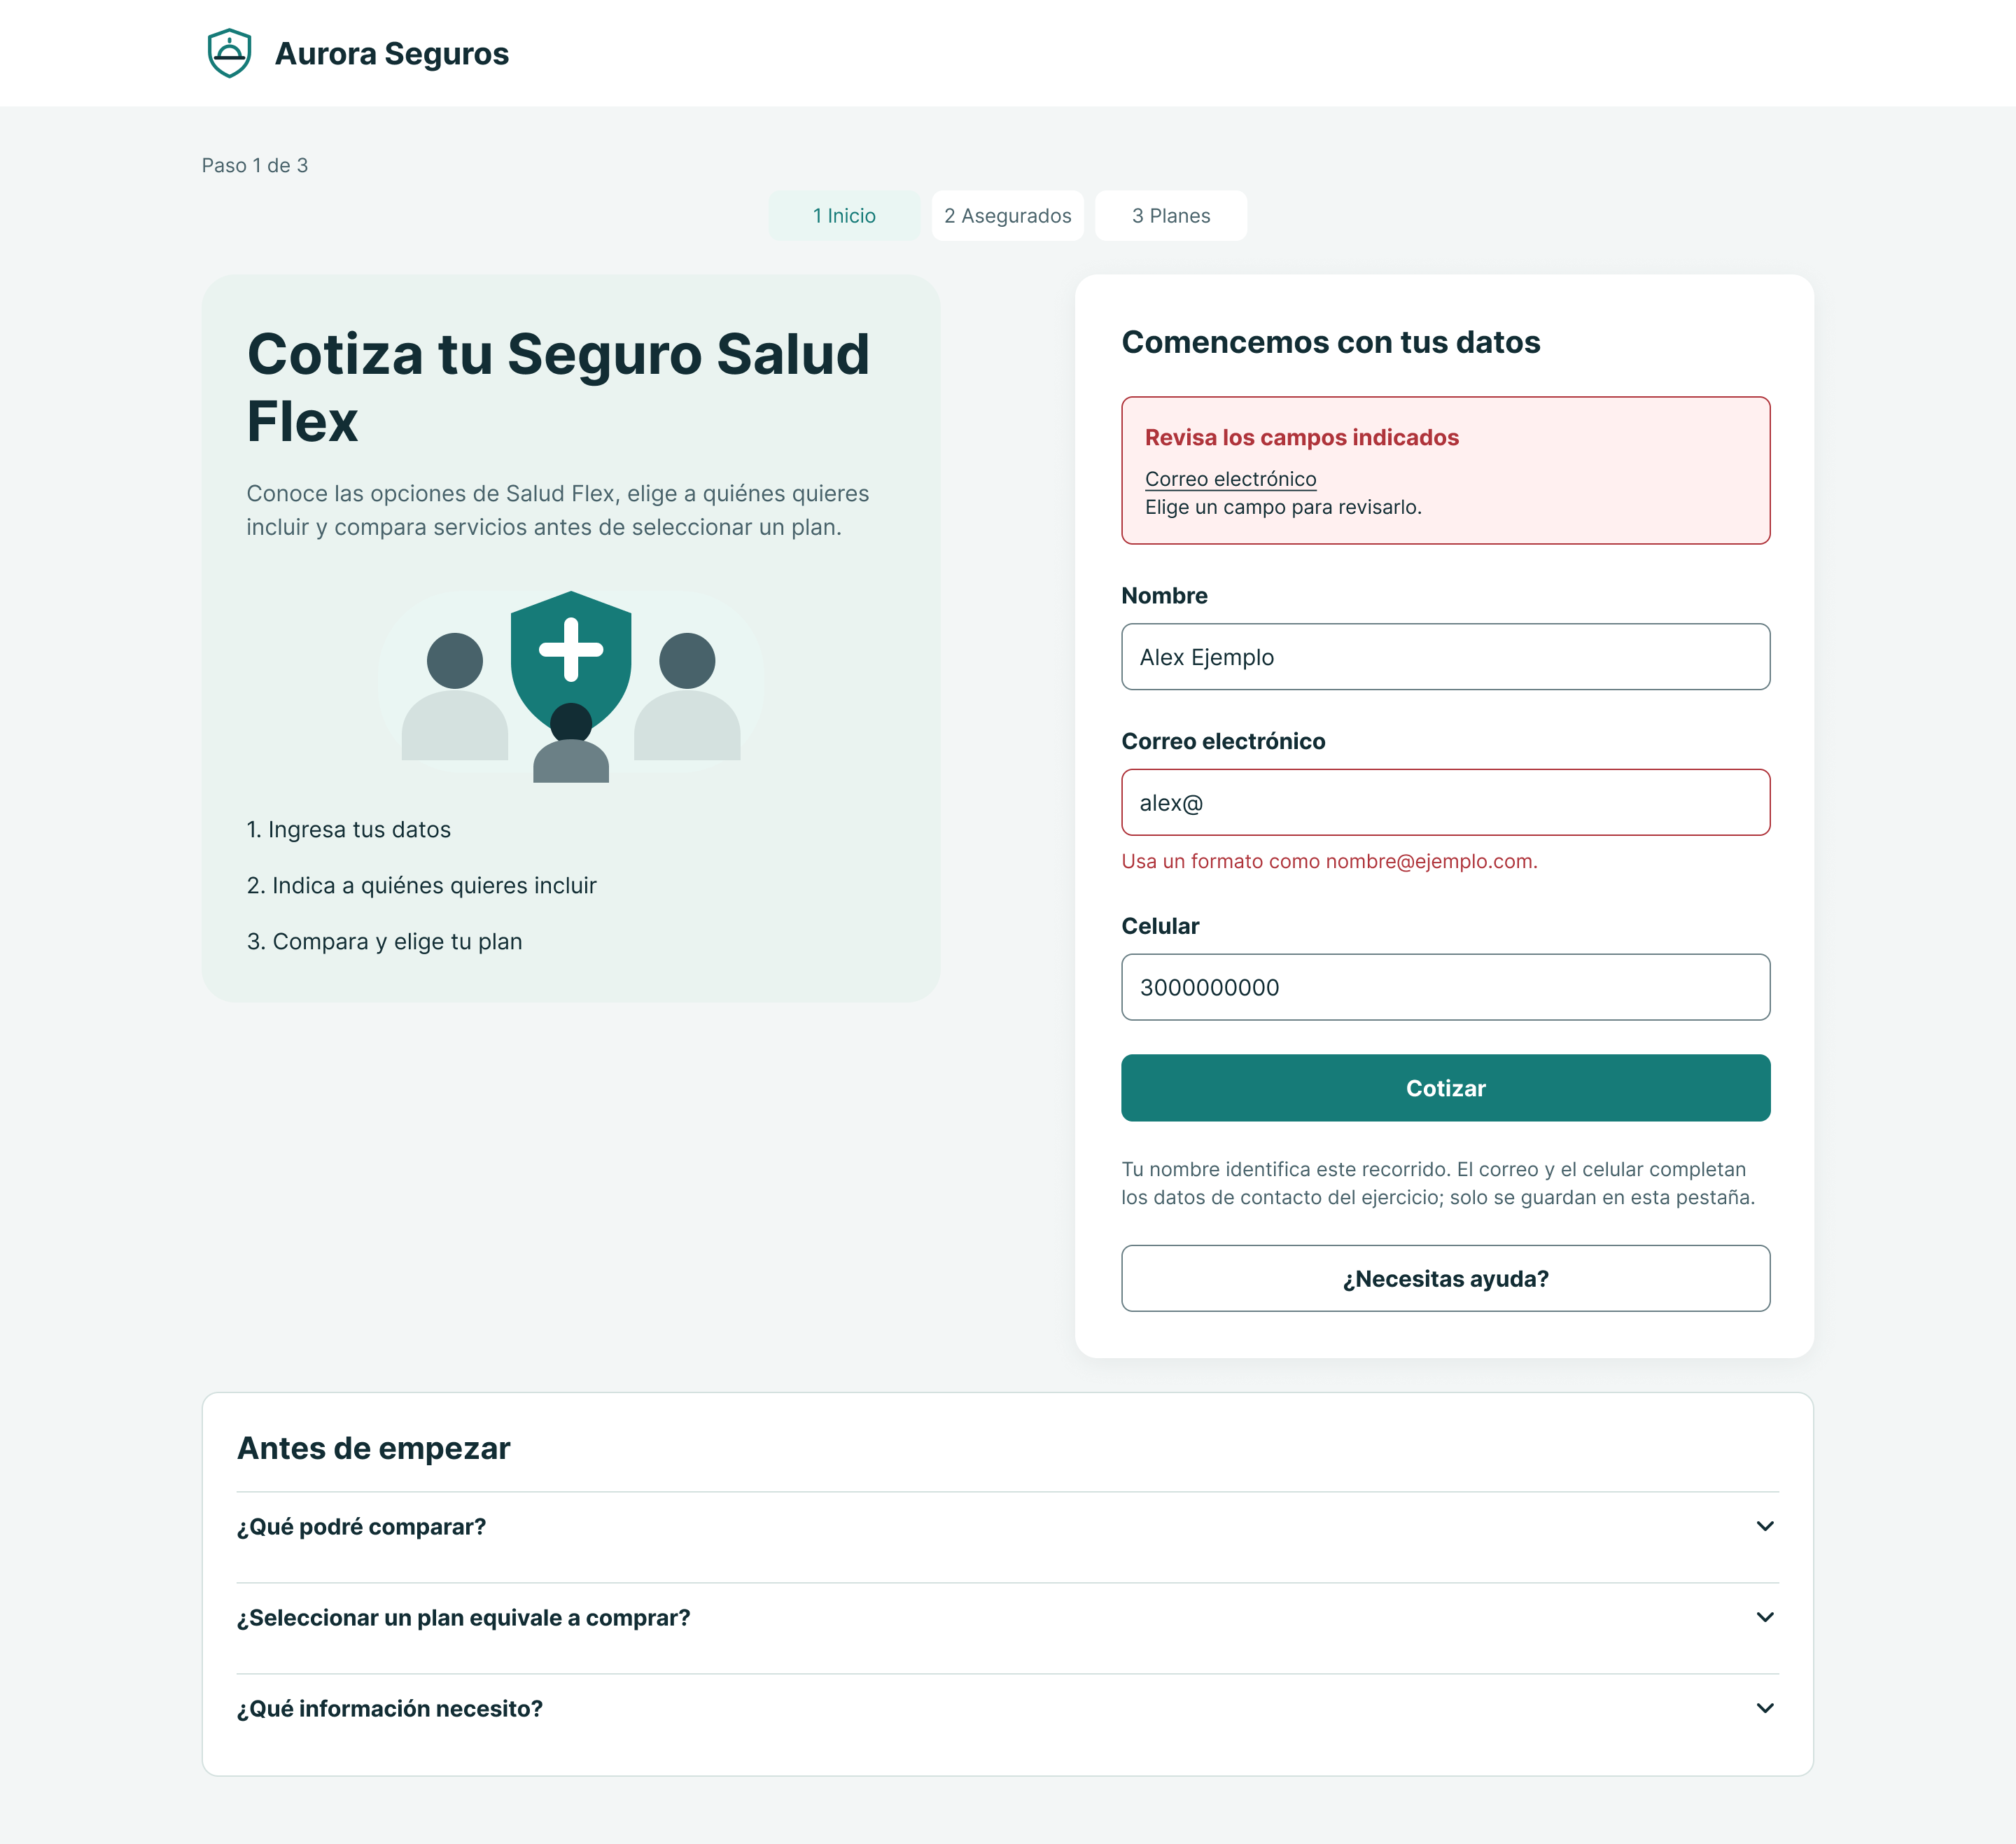 Aurora Seguros
Paso 1 de 3
1 Inicio
2 Asegurados
3 Planes
Cotiza tu Seguro Salud
Flex
Conoce las opciones de Salud Flex, elige a quiénes quieres
incluir y compara servicios antes de seleccionar un plan.
1. Ingresa tus datos
2. Indica a quiénes quieres incluir
3. Compara y elige tu plan
Comencemos con tus datos
Revisa los campos indicados
Correo electrónico
Elige un campo para revisarlo.
Nombre
Alex Ejemplo
Correo electrónico
alex@
Usa un formato como nombre@ejemplo.com.
Celular
3000000000
Cotizar
Tu nombre identifica este recorrido. El correo y el celular completan
los datos de contacto del ejercicio; solo se guardan en esta pestaña.
¿Necesitas ayuda?
Antes de empezar
¿Qué podré comparar?
¿Seleccionar un plan equivale a comprar?
¿Qué información necesito?